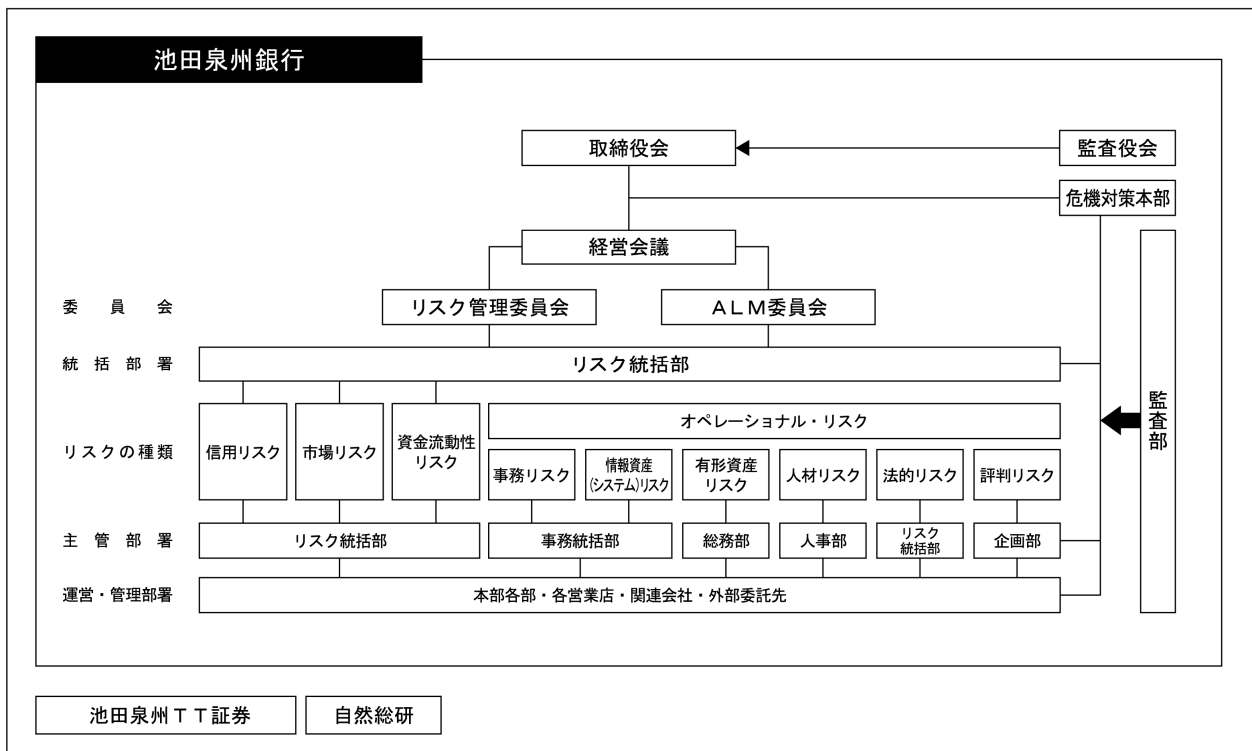 池田泉州銀行
取締役会
監査役会
危機対策本部
経営会議
委員会
リスク管理委員会
ALM委員会
統括部署
リスク統括部
リスクの種類
信用リスク
市場リスク
資金流動性
リスク
オペレーショナル・リスク
事務リスク
情報資産
(システム)リスク
有形資産
リスク
人材リスク
法的リスク
評判リスク
監査部
主管部署
リスク統括部
事務統括部
総務部
人事部
リスク
統括部
企画部
運営・管理部署
本部各部・各営業店・関連会社・外部委託先
池田泉州TT証券
自然総研